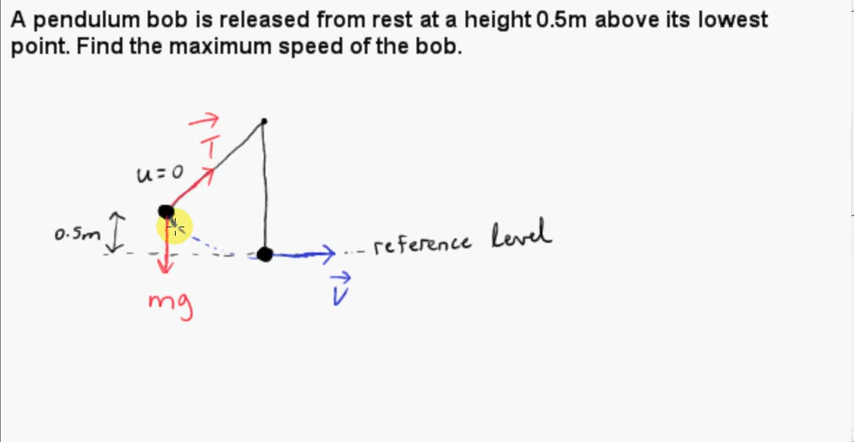 A pendulum bob is released from rest at a height 0.5m above its lowest
point. Find the maximum speed of the bob.
T
u=0
0.5m
reference level
mg
V